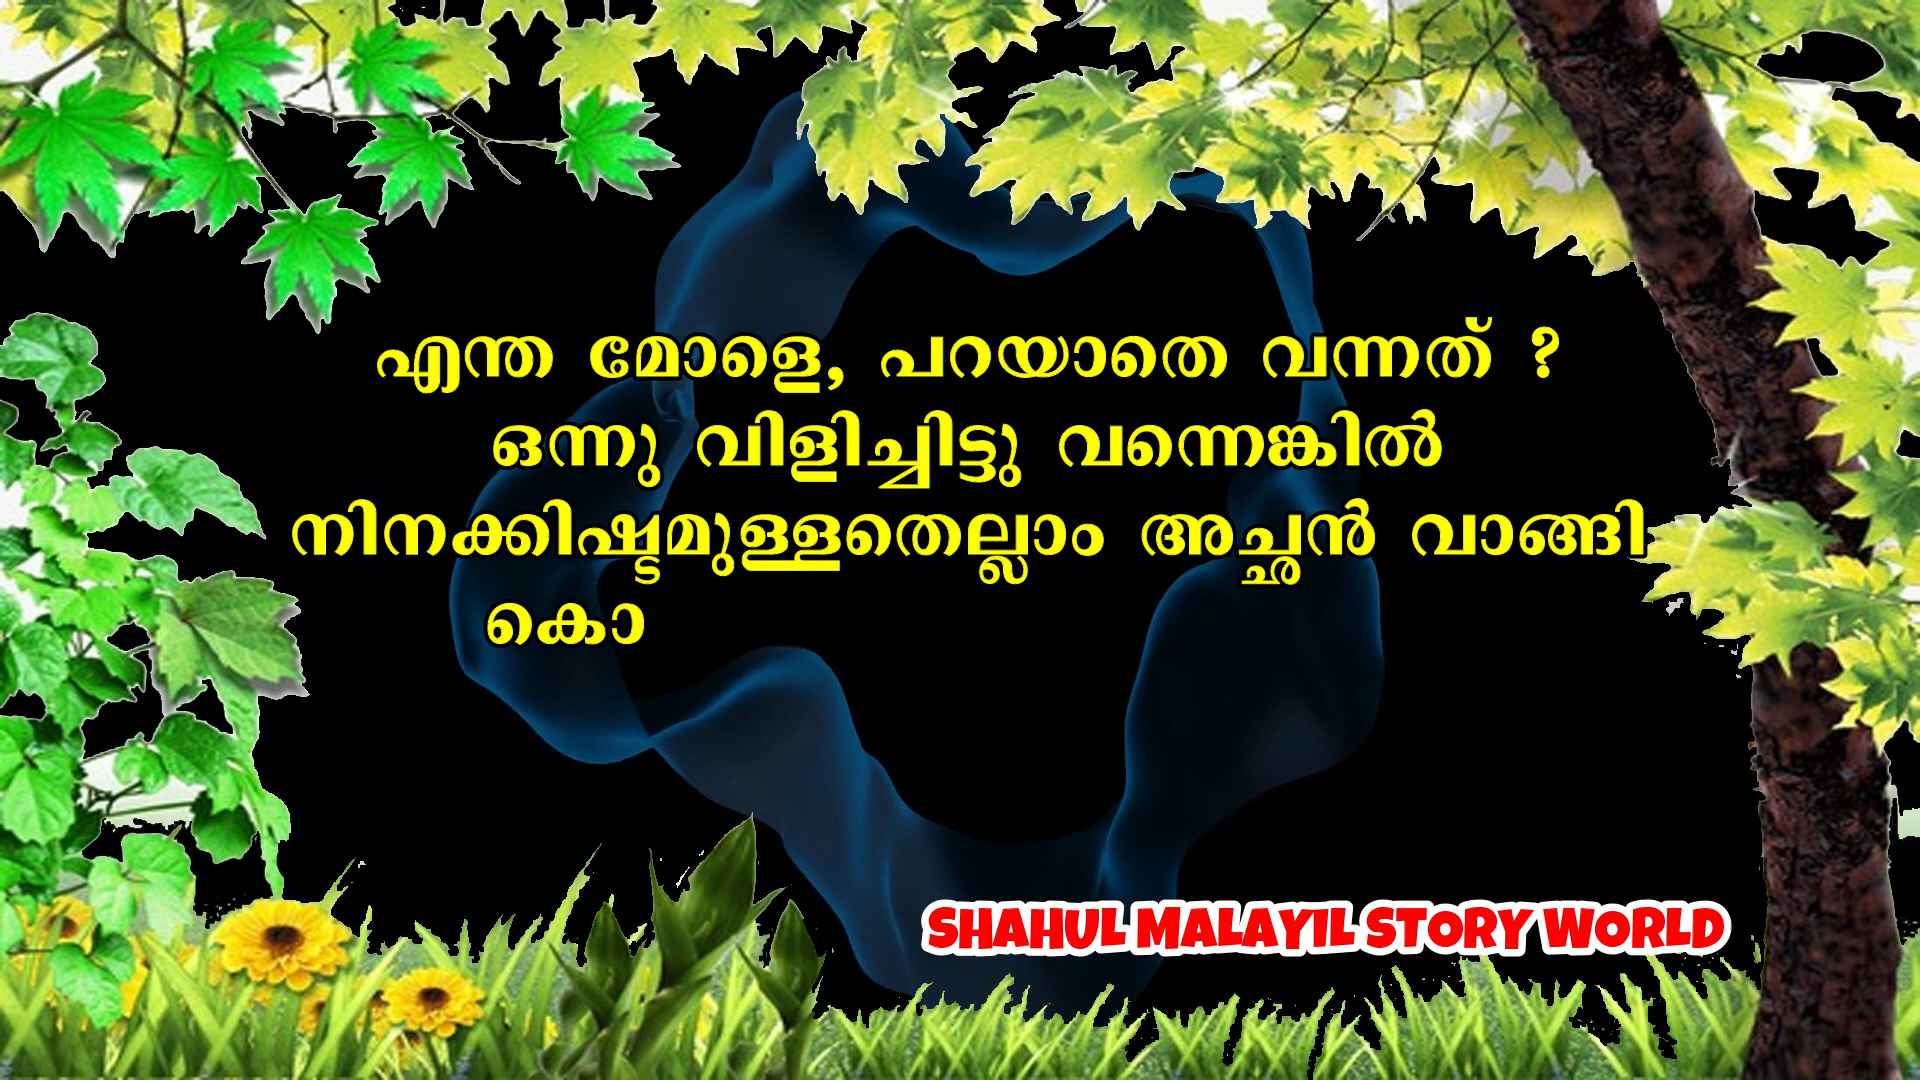 എന്ത മോളെ, പറയാതെ വന്നത് ?
ഒന്നു വിളിച്ചിട്ടു വന്നെങ്കിൽ
നിനക്കിഷ്ടമുള്ളതെല്ലാം അച്ഛൻ വാങ്ങി
കൊ
SHAHUL MALAYIL STORY WORLD